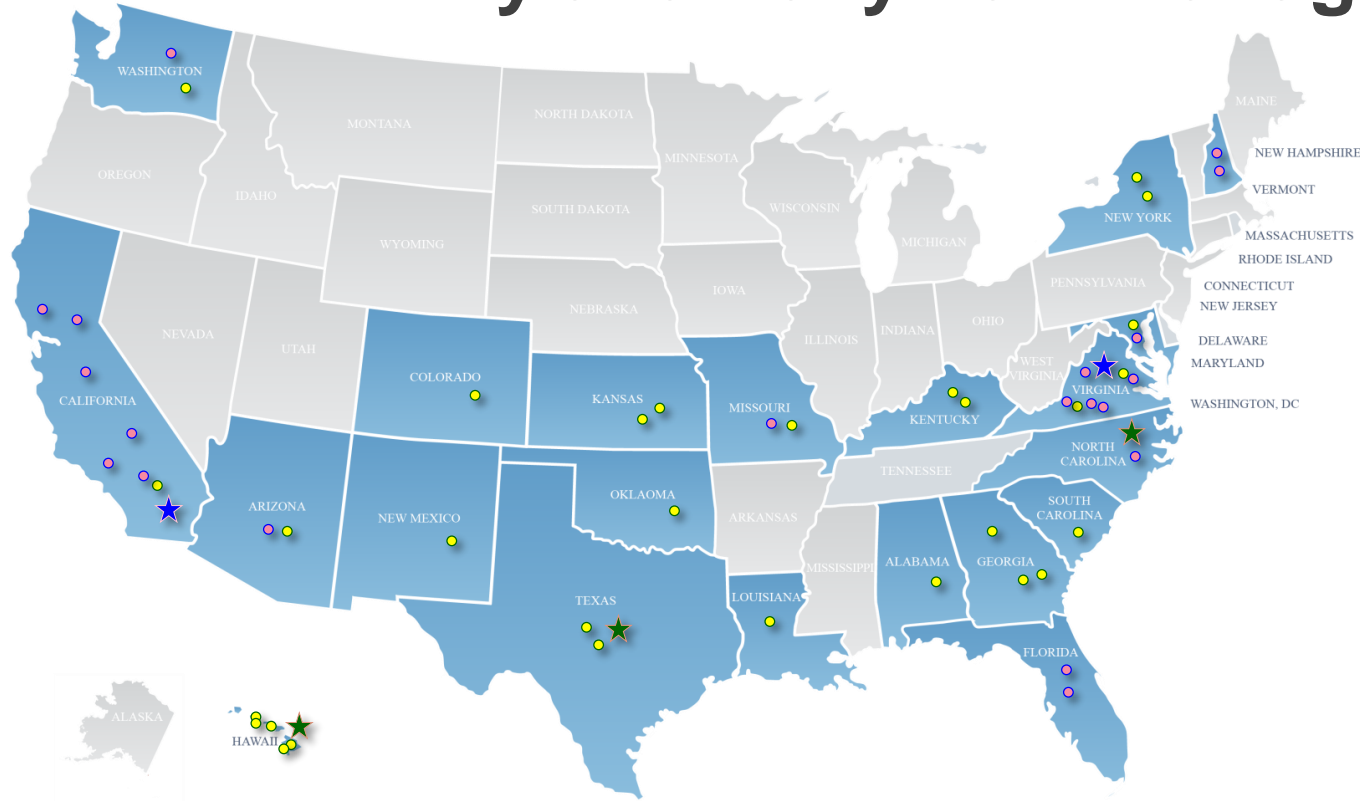 WASHINGTON
MAINE
MONTANA
NORTH DAKOTA
MINNESOTA
NEW HAMPSHIRE
OREGON
VERMONT
IDAHO
SOUTH DAKOTA
WISCONSIN
NEW YORK
WYOMING
MICHIGAN
MASSACHUSETTS
RHODE ISLAND
PENNSYLVANIA
CONNECTICUT
IOWA
NEW JERSEY
NEBRASKA
OHIO
NEVADA
INDIANA
ILLINOIS
DELAWARE
UTAH
WEST
VIRGINIA
MARYLAND
COLORADO
VIRGINIA
CALIFORNIA
KANSAS
MISSOURI
WASHINGTON, DC
KENTUCKY
NORTH
CAROLINA
TENNESSEE
OKLAOMA
SOUTH
CAROLINA
ARIZONA
NEW MEXICO
ARKANSAS
ALABAMA
GEORGIA
MISSISSIPPI
LOUISIANA
TEXAS
FLORIDA
ALASKA
HAWAII